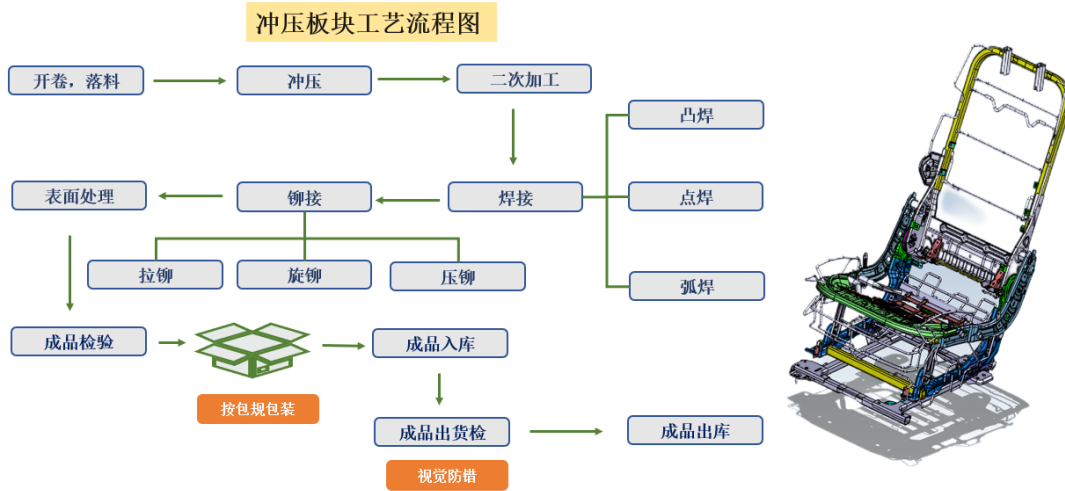 冲压板块工艺流程图
开卷，落料
冲压
二次加工
凸焊
表面处理
铆接
焊接
点焊
拉铆
旋铆
压铆
弧焊
成品检验
成品入库
按包规包装
成品出货检
成品出库
视觉防错